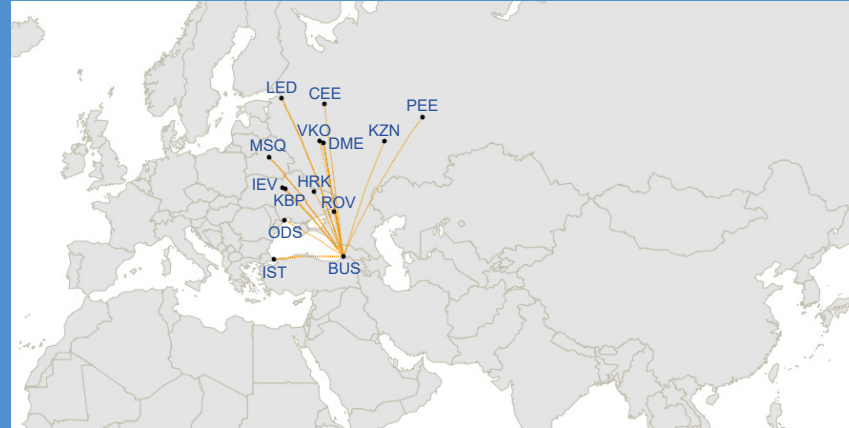 LED
CEE
PEE
VKO
DME
KZN
MSQ
IEV
HRK
KBP
ROV
ODS
IST
BUS